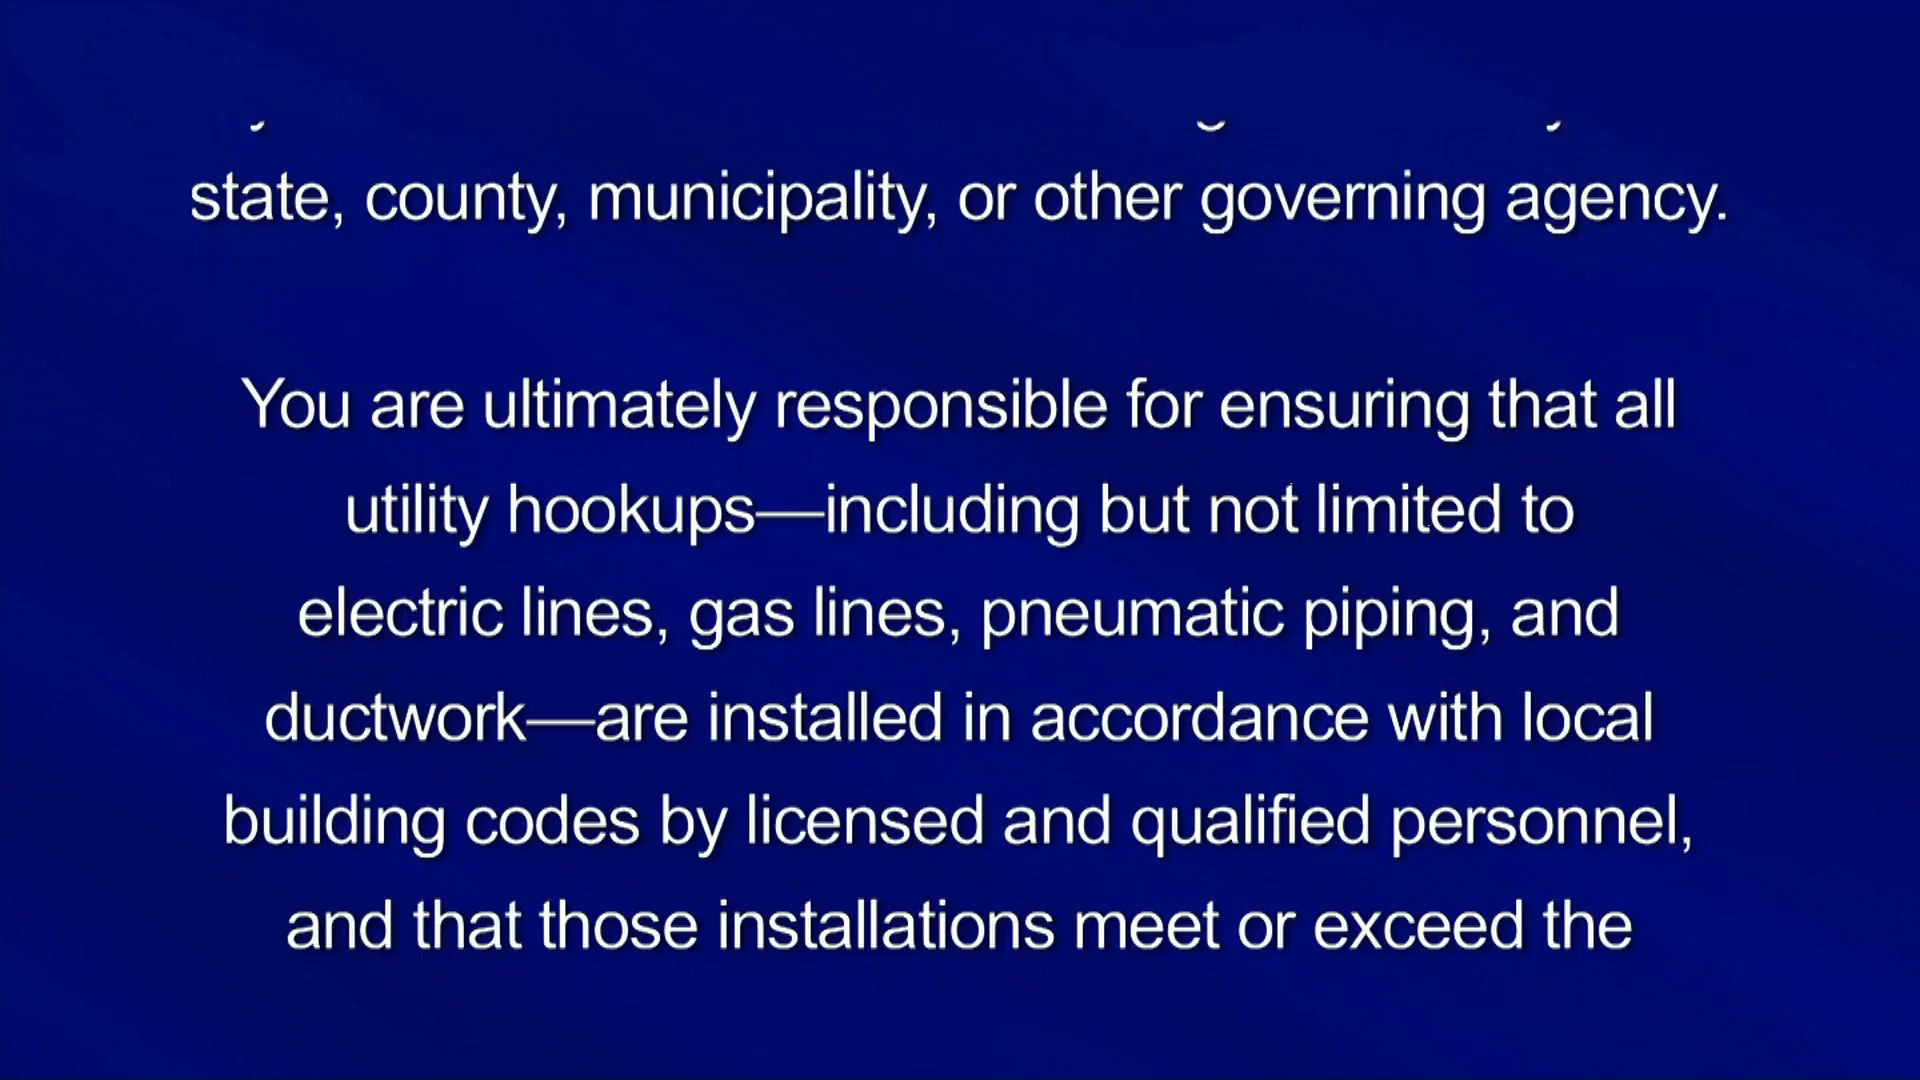 state, county, municipality, or other governing agency.
You are ultimately responsible for ensuring that all
utility hookups—including but not limited to
electric lines, gas lines, pneumatic piping, and
ductwork—are installed in accordance with local
building codes by licensed and qualified personnel,
and that those installations meet or exceed the